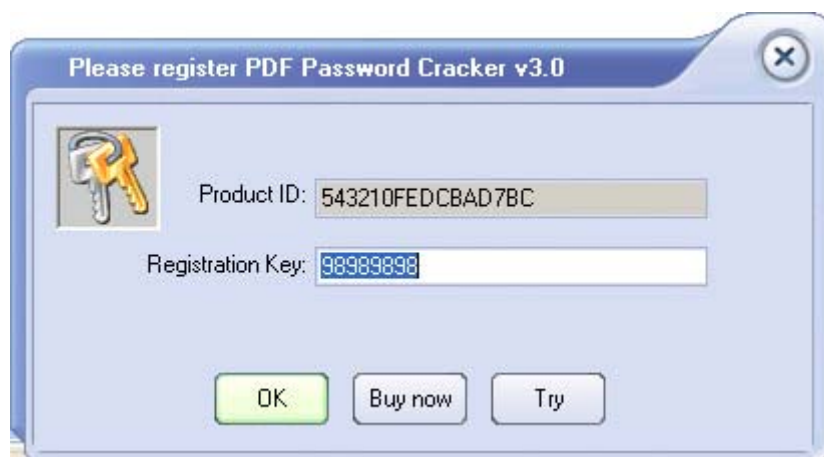 Please register PDF Password Cracker v3.0
Product ID: 543210FEDCBAD7BC
Registration Key: 98989898
OK Buy now Try